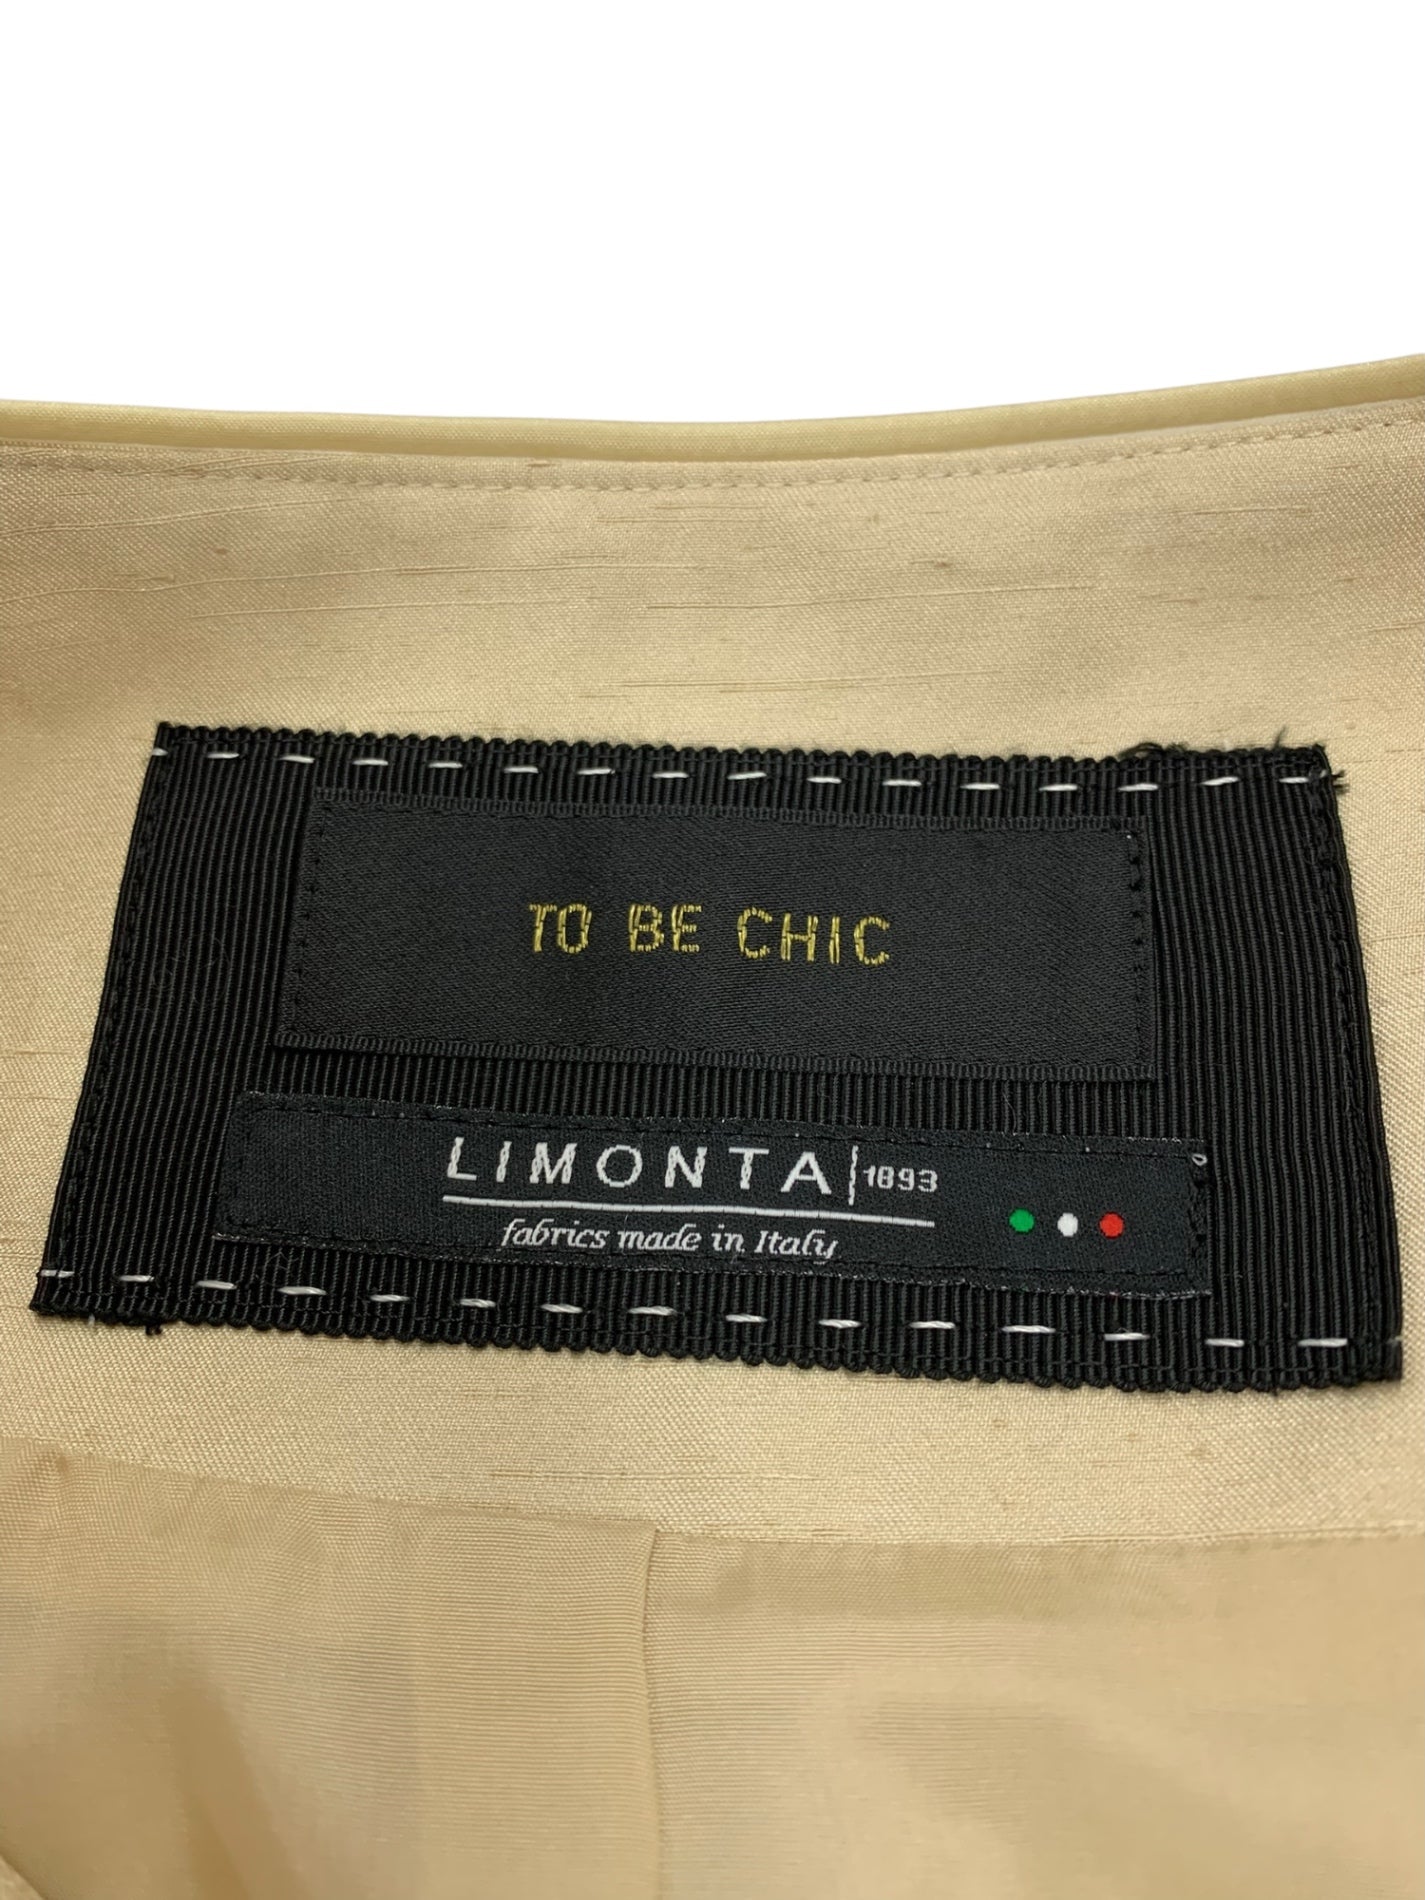 TO BE CHIC
LIMONTA 1893
fabrics made in Italy